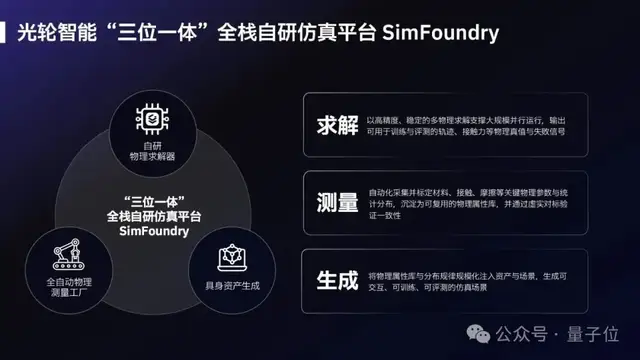 光轮智能“三位一体”全栈自研仿真平台 SimFoundry
自研
物理求解器
“三位一体”
全栈自研仿真平台
SimFoundry
全自动物理
测量工厂
具身资产生成
求解
以高精度、稳定的多物理求解支撑大规模并行运行，输出
可用于训练与评测的轨迹、接触力等物理真值与失败信号
测量
自动化采集并标定材料、接触、摩擦等关键物理参数与统
计分布，沉淀为可复用的物理属性库，并通过虚实对标验
证一致性
生成
将物理属性库与分布规律规模化注入资产与场景，生成可
交互、可训练、可评测的仿真场景
公众号 · 量子位